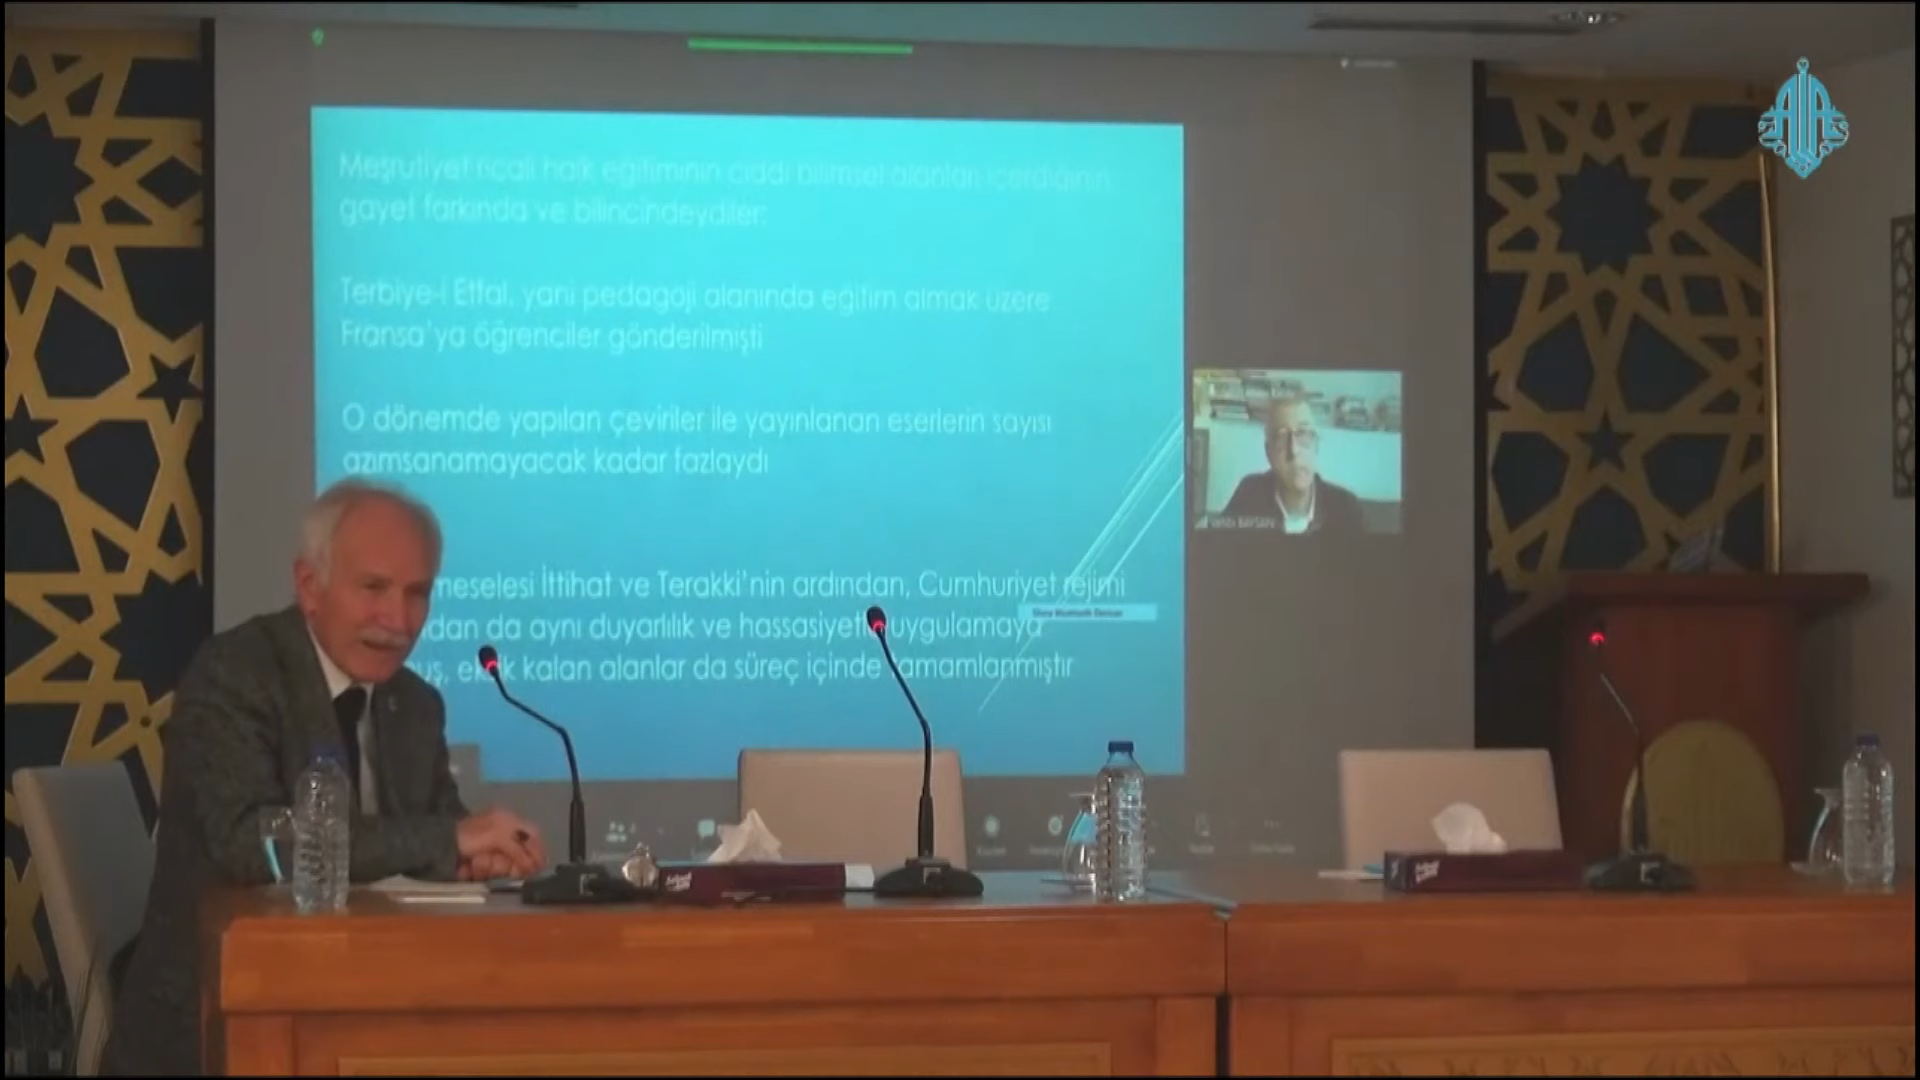 Meşrutiyet ricali halk eğitiminin ciddi bilimsel alanları içerdiğinin
gayet farkında ve bilincindeydiler;
Terbiye-i Etfal, yani pedagoji alanında eğitim almak üzere
Fransa'ya öğrenciler gönderilmişti
O dönemde yapılan çeviriler ile yayınlanan eserlerin sayısı
azımsanamayacak kadar fazlaydı
meselesi İttihat ve Terakki'nin ardından, Cumhuriyet rejimi
dan da aynı duyarlılık ve hassasiyetle uygulamaya
uş, eksik kalan alanlar da süreç içinde tamamlanmıştır
BAYSAN